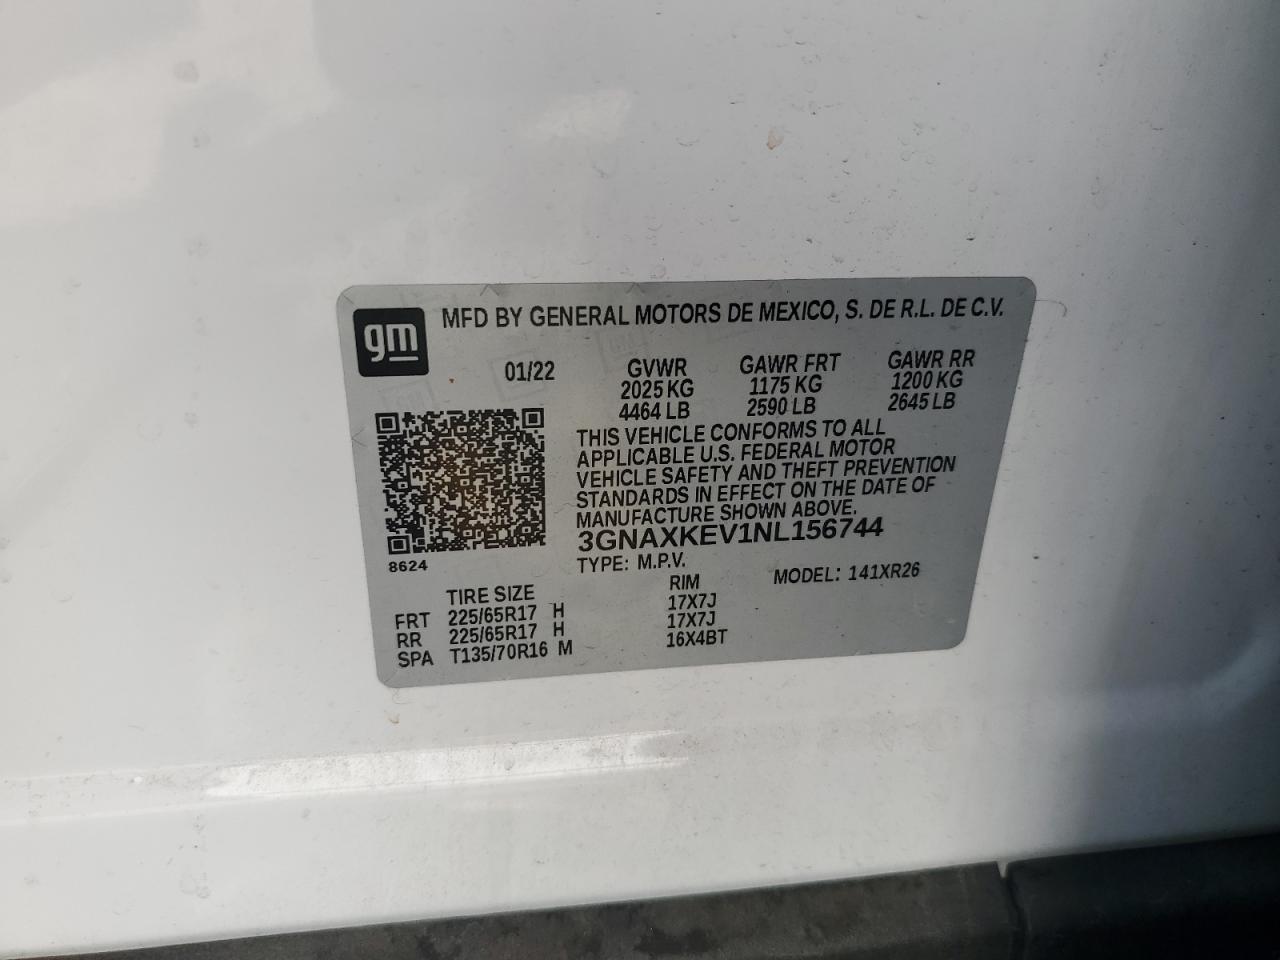 gm
MFD BY GENERAL MOTORS DE MEXICO, S. DE R.L. DE C.V.
01/22 GVWR GAWR FRT GAWR RR
2025 KG 1175 KG 1200 KG
4464 LB 2590 LB 2645 LB
THIS VEHICLE CONFORMS TO ALL
APPLICABLE U.S. FEDERAL MOTOR
VEHICLE SAFETY AND THEFT PREVENTION
STANDARDS IN EFFECT ON THE DATE OF
MANUFACTURE SHOWN ABOVE.
3GNAXKEV1NL156744
8624
TYPE: M.P.V. MODEL: 141XR26
TIRE SIZE RIM
FRT 225/65R17 H 17X7J
RR 225/65R17 H 17X7J
SPA T135/70R16 M 16X4BT